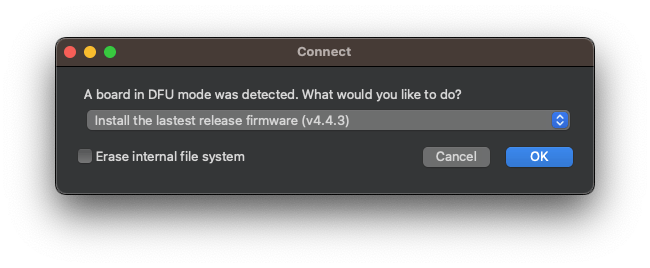 Connect
A board in DFU mode was detected. What would you like to do?
Install the lastest release firmware (v4.4.3)
Erase internal file system
Cancel
OK